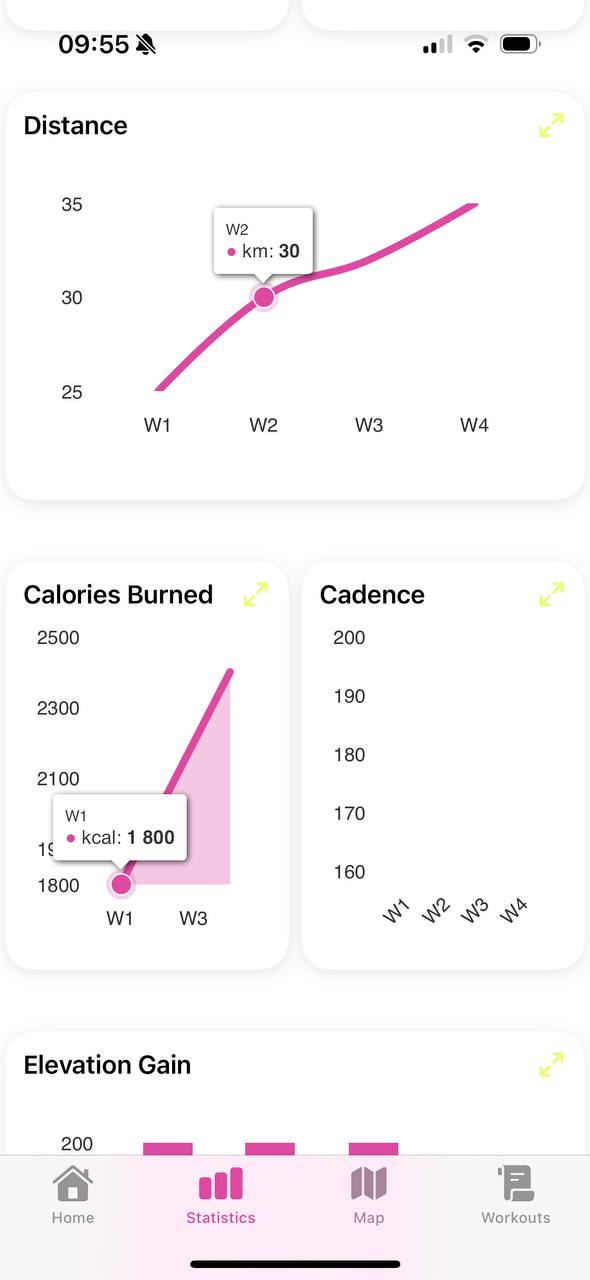 09:55
Distance
35
W2
km: 30
30
25
W1 W2 W3 W4
Calories Burned
2500
2300
2100
W1
kcal: 1 800
19
1800
W1 W3
Cadence
200
190
180
170
160
W1 W2 W3 W4
Elevation Gain
200
Home Statistics Map Workouts